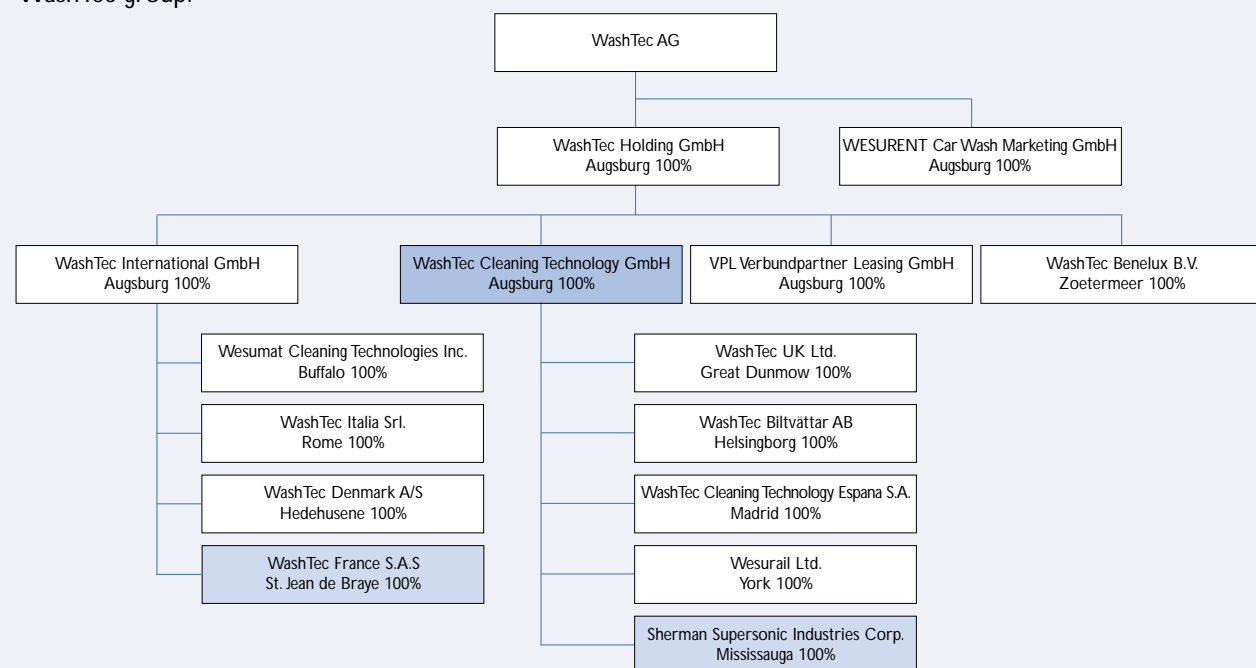 WashTec group:
WashTec AG
WashTec Holding GmbH
Augsburg 100%
WESURENT Car Wash Marketing GmbH
Augsburg 100%
WashTec International GmbH
Augsburg 100%
WashTec Cleaning Technology GmbH
Augsburg 100%
VPL Verbundpartner Leasing GmbH
Augsburg 100%
WashTec Benelux B.V.
Zoetermeer 100%
Wesumat Cleaning Technologies Inc.
Buffalo 100%
WashTec Italia Srl.
Rome 100%
WashTec Denmark A/S
Hedehusene 100%
WashTec France S.A.S
St. Jean de Braye 100%
WashTec UK Ltd.
Great Dunmow 100%
WashTec Biltvättar AB
Helsingborg 100%
WashTec Cleaning Technology Espana S.A.
Madrid 100%
Wesurail Ltd.
York 100%
Sherman Supersonic Industries Corp.
Mississauga 100%